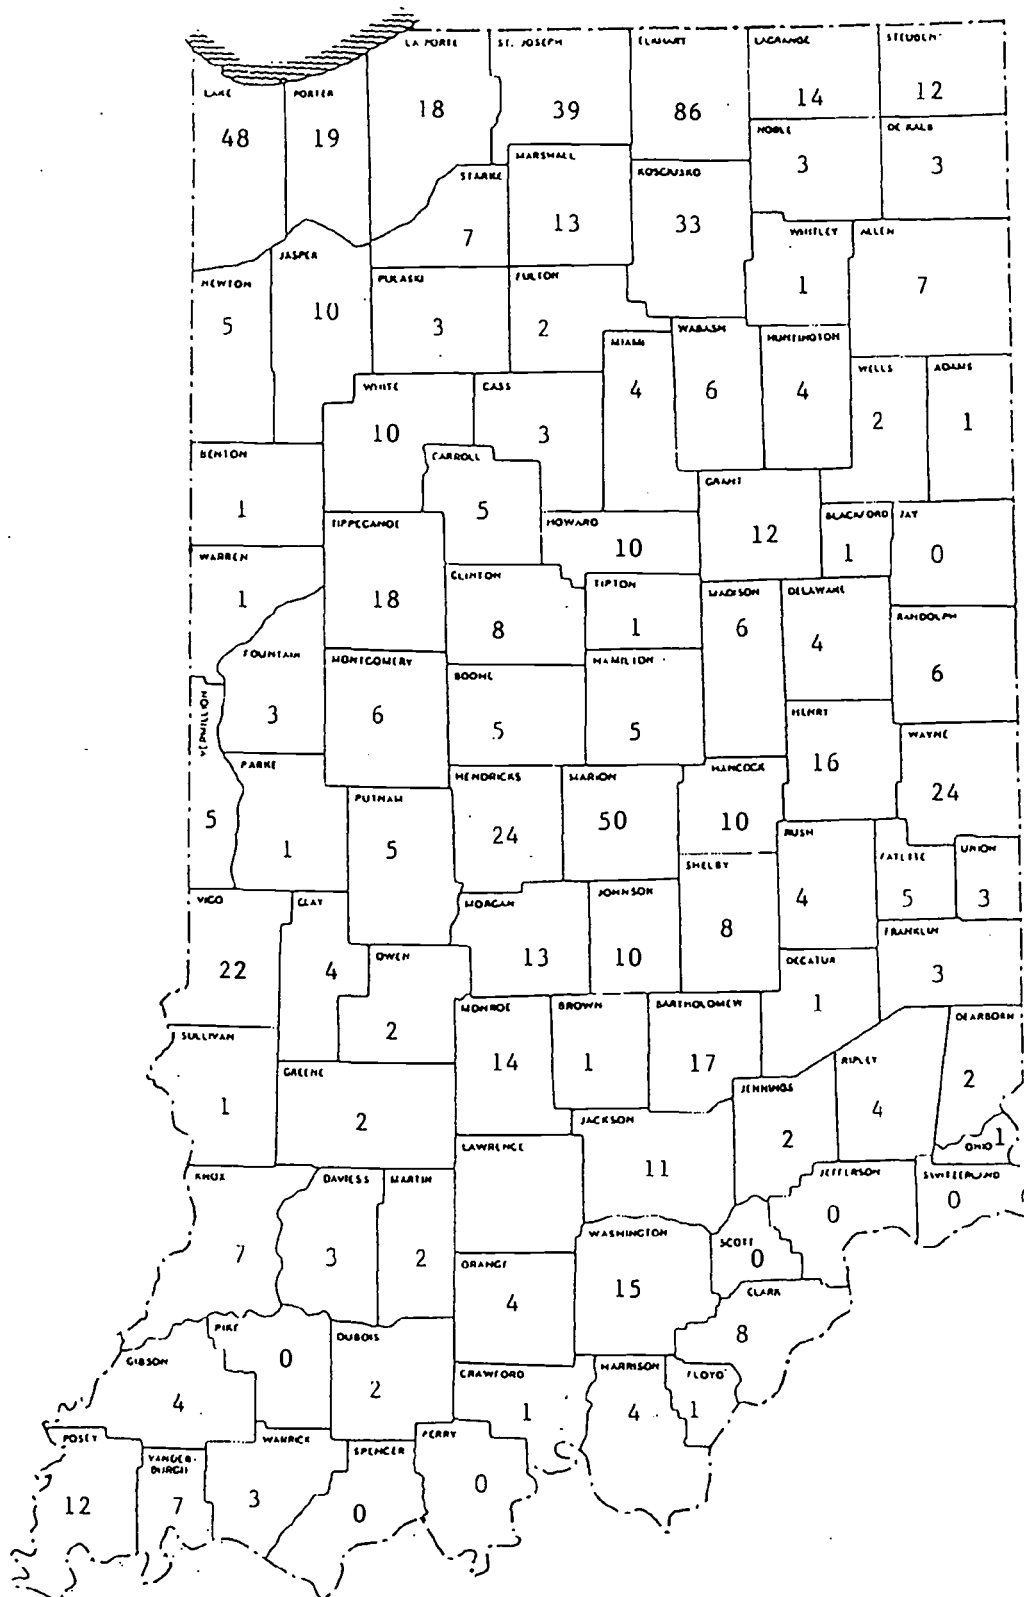 LA PORTE
ST. JOSEPH
ELKHART
LAGRANGE
STEUBEN
LAKE
PORTER
18
39
86
14
12
48
19
NOBLE
DE KALB
MARSHALL
3
3
STARKE
KOSCIUSKO
7
13
33
WHITLEY
ALLEN
JASPER
NEWTON
PULASKI
FULTON
1
7
5
10
3
2
WABASH
HUNTINGTON
MIAMI
WELLS
ADAMS
WHITE
CASS
4
6
4
10
3
2
1
BENTON
CARROLL
GRANT
1
5
BLACKFORD
JAY
TIPPECANOE
HOWARD
12
10
1
0
WARREN
CLINTON
TIPTON
MADISON
DELAWARE
1
18
8
1
6
4
RANDOLPH
FOUNTAIN
MONTGOMERY
HAMILTON
BOONE
6
VERMILLION
3
6
5
5
HENRY
WAYNE
PARKE
HENDRICKS
MARION
HANCOCK
16
24
PUTNAM
5
1
5
24
50
10
RUSH
FAYETTE
UNION
SHELBY
VIGO
CLAY
MORGAN
JOHNSON
4
5
3
8
FRANKLIN
22
4
OWEN
13
10
DECATUR
3
2
MONROE
BROWN
BARTHOLOMEW
1
DEARBORN
SULLIVAN
GREENE
14
1
17
RIPLEY
JENNINGS
2
1
2
JACKSON
2
4
OHIO 1
LAWRENCE
11
KNOX
DAVIESS
MARTIN
JEFFERSON
SWITZERLAND
0
0
WASHINGTON
SCOTT
7
3
2
ORANGE
0
4
15
CLARK
PIKE
DUBOIS
8
GIBSON
0
2
CRAWFORD
HARRISON
FLOYD
4
1
4
1
POSEY
WARRICK
SPENCER
PERRY
VANDER-
BURGH
12
7
3
0
0